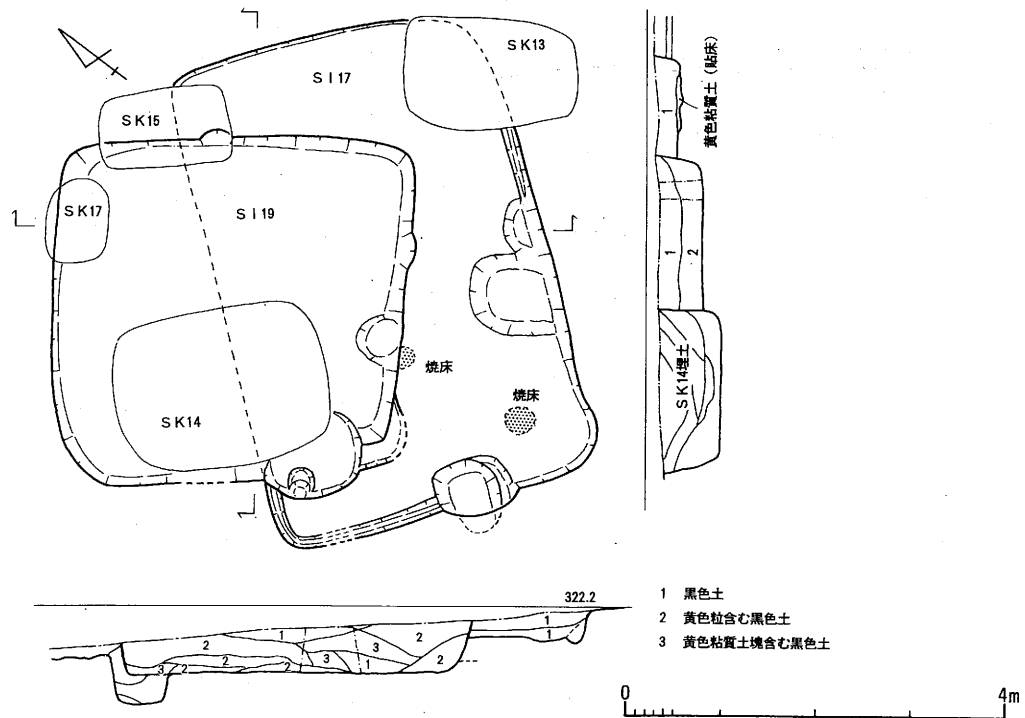 SK13
SI17
SK15
SK17
SI19
SK14
焼床
焼床
黄色粘質土(貼床)
1
1
2
SK14埋土
322.2
1
1
1
2
2
3
2
3
2
2
2
3
1
1 黒色土
2 黄色粒含む黒色土
3 黄色粘質土塊含む黒色土
0
4m